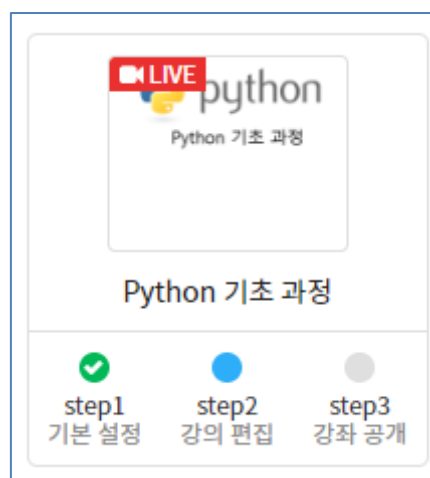 LIVE
python
Python 기초 과정
Python 기초 과정
step1 step2 step3
기본 설정 강의 편집 강좌 공개